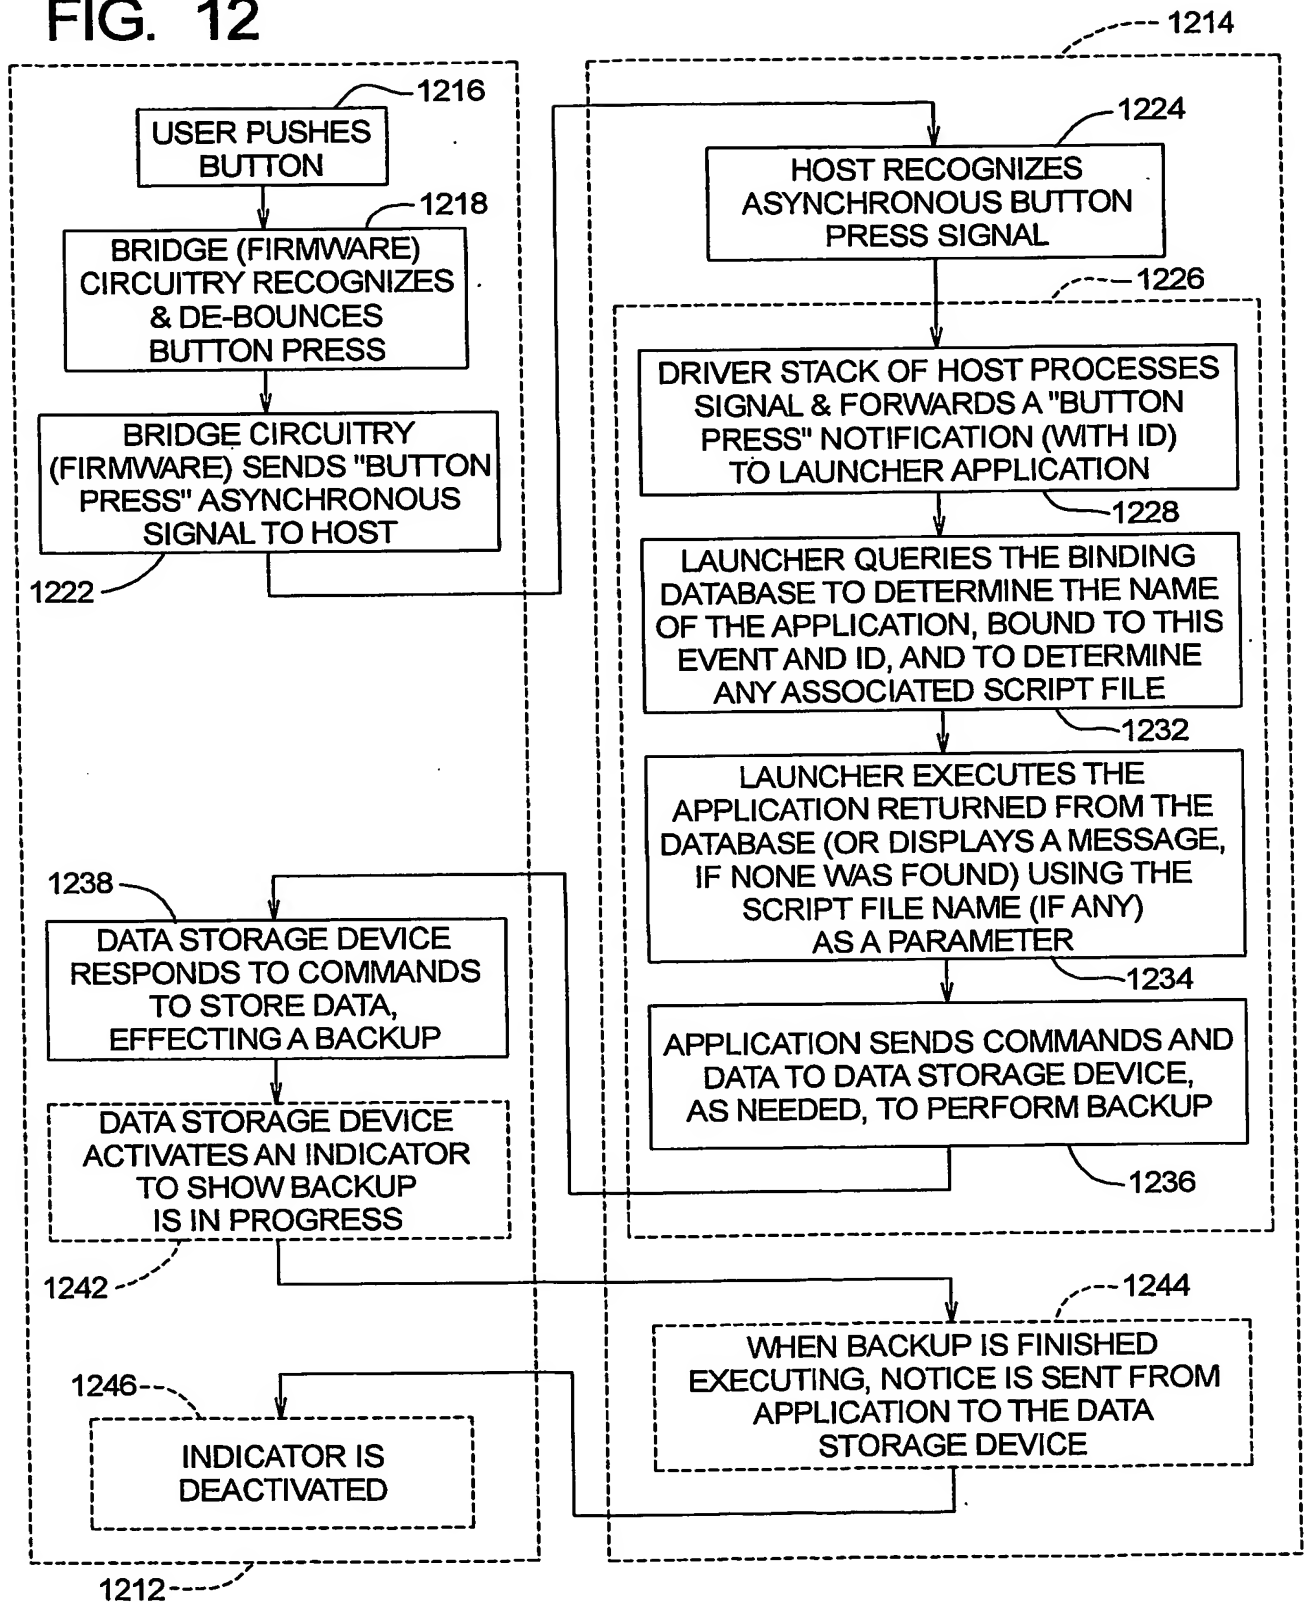 FIG. 12
1214
1216
USER PUSHES
BUTTON
1218
BRIDGE (FIRMWARE)
CIRCUITRY RECOGNIZES
& DE-BOUNCES
BUTTON PRESS
BRIDGE CIRCUITRY
(FIRMWARE) SENDS "BUTTON
PRESS" ASYNCHRONOUS
SIGNAL TO HOST
1222
1224
HOST RECOGNIZES
ASYNCHRONOUS BUTTON
PRESS SIGNAL
1226
DRIVER STACK OF HOST PROCESSES
SIGNAL & FORWARDS A "BUTTON
PRESS" NOTIFICATION (WITH ID)
TO LAUNCHER APPLICATION
1228
LAUNCHER QUERIES THE BINDING
DATABASE TO DETERMINE THE NAME
OF THE APPLICATION, BOUND TO THIS
EVENT AND ID, AND TO DETERMINE
ANY ASSOCIATED SCRIPT FILE
1232
LAUNCHER EXECUTES THE
APPLICATION RETURNED FROM THE
DATABASE (OR DISPLAYS A MESSAGE,
IF NONE WAS FOUND) USING THE
SCRIPT FILE NAME (IF ANY)
AS A PARAMETER
1234
APPLICATION SENDS COMMANDS AND
DATA TO DATA STORAGE DEVICE,
AS NEEDED, TO PERFORM BACKUP
1236
1238
DATA STORAGE DEVICE
RESPONDS TO COMMANDS
TO STORE DATA,
EFFECTING A BACKUP
DATA STORAGE DEVICE
ACTIVATES AN INDICATOR
TO SHOW BACKUP
IS IN PROGRESS
1242
1244
WHEN BACKUP IS FINISHED
EXECUTING, NOTICE IS SENT FROM
APPLICATION TO THE DATA
STORAGE DEVICE
1246
INDICATOR IS
DEACTIVATED
1212